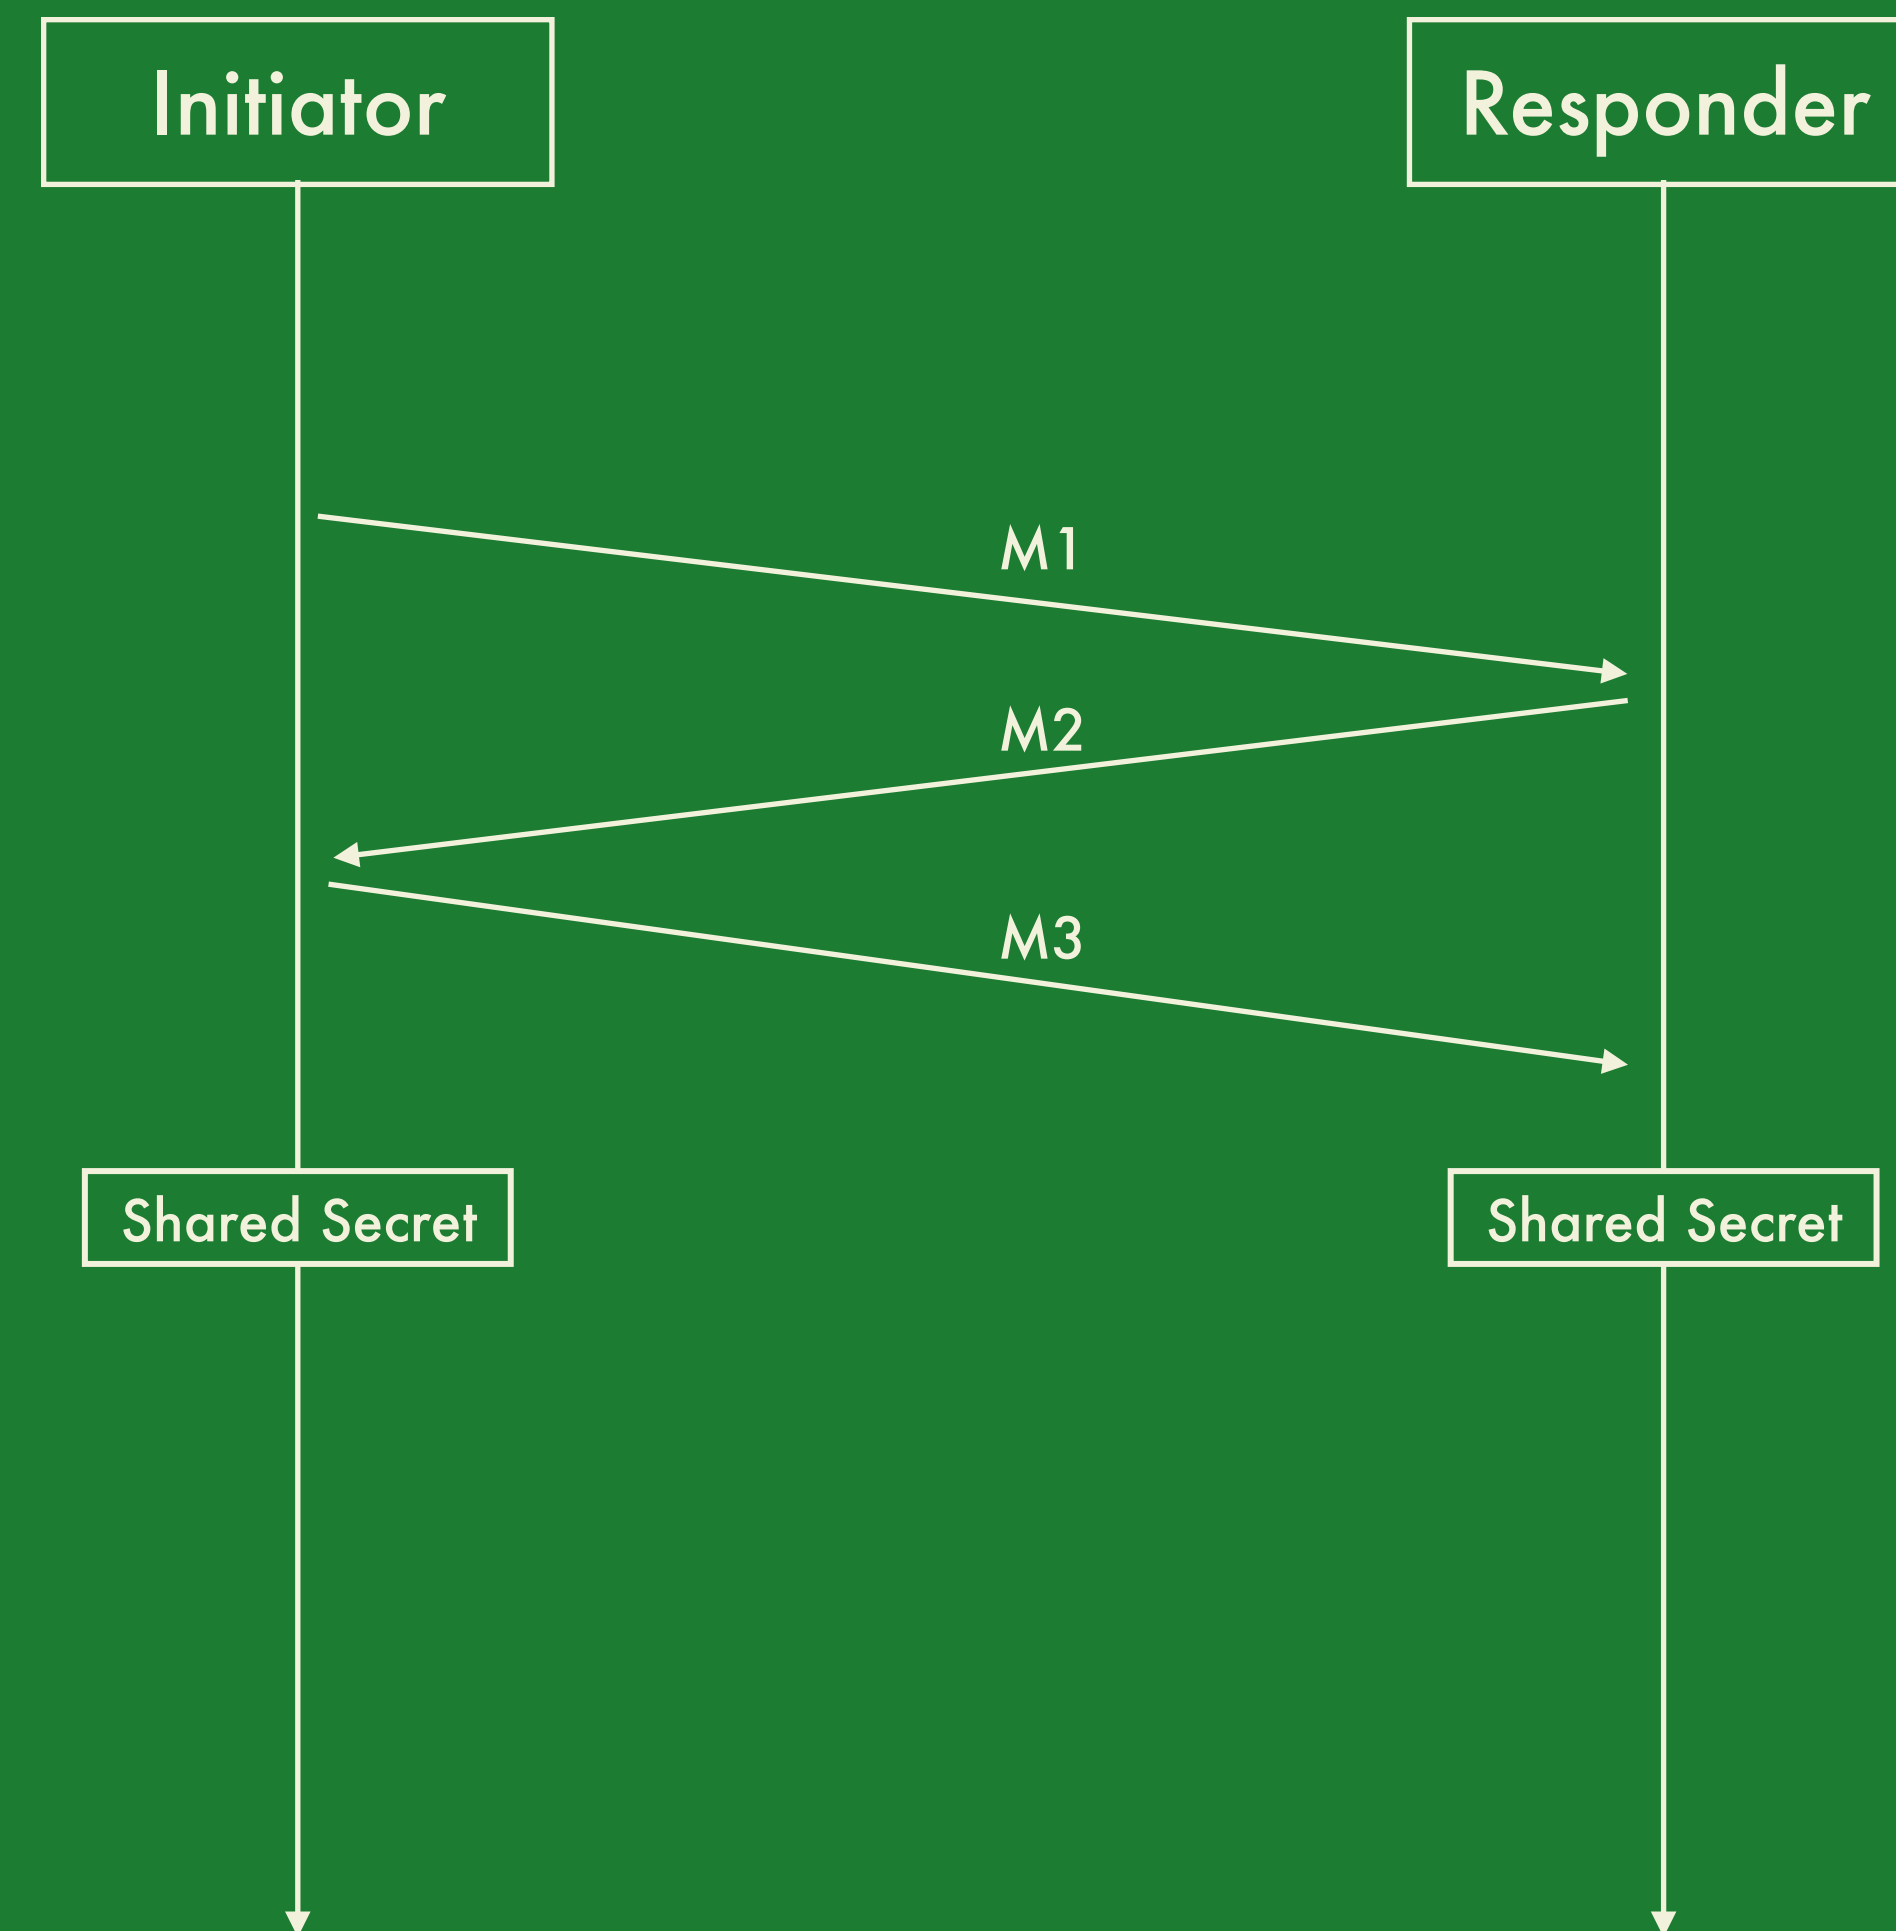 Initiator
Responder
M1
M2
M3
Shared Secret
Shared Secret